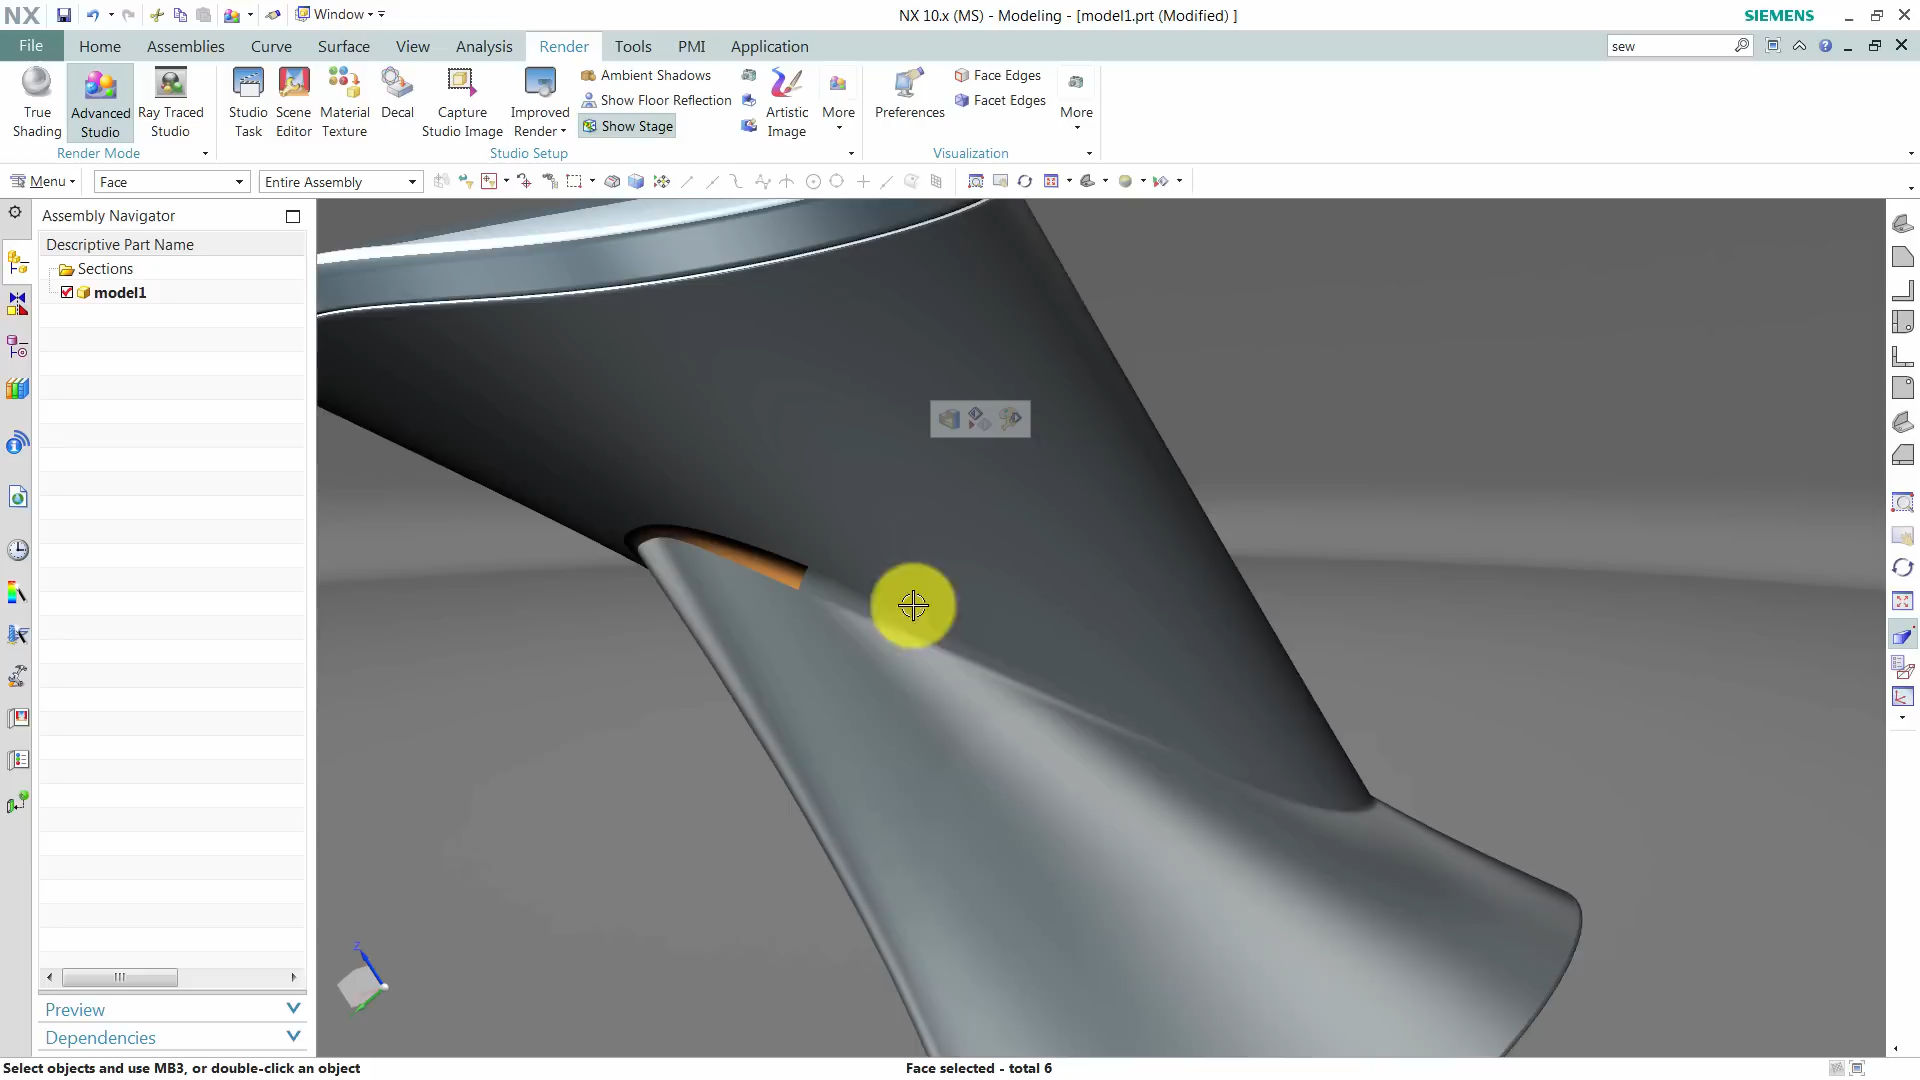 NX
Window
NX 10.x (MS) - Modeling - [model1.prt (Modified) ]
SIEMENS
File
Home
Assemblies
Curve
Surface
View
Analysis
Render
Tools
PMI
Application
sew
True Shading
Advanced Studio
Ray Traced Studio
Studio Task
Scene Editor
Material Texture
Decal
Capture Studio Image
Improved Render
Ambient Shadows
Show Floor Reflection
Show Stage
Artistic Image
More
Preferences
Face Edges
Facet Edges
More
Render Mode
Studio Setup
Visualization
Menu
Face
Entire Assembly
Assembly Navigator
Descriptive Part Name
Sections
model1
Z
Preview
Dependencies
Select objects and use MB3, or double-click an object
Face selected - total 6